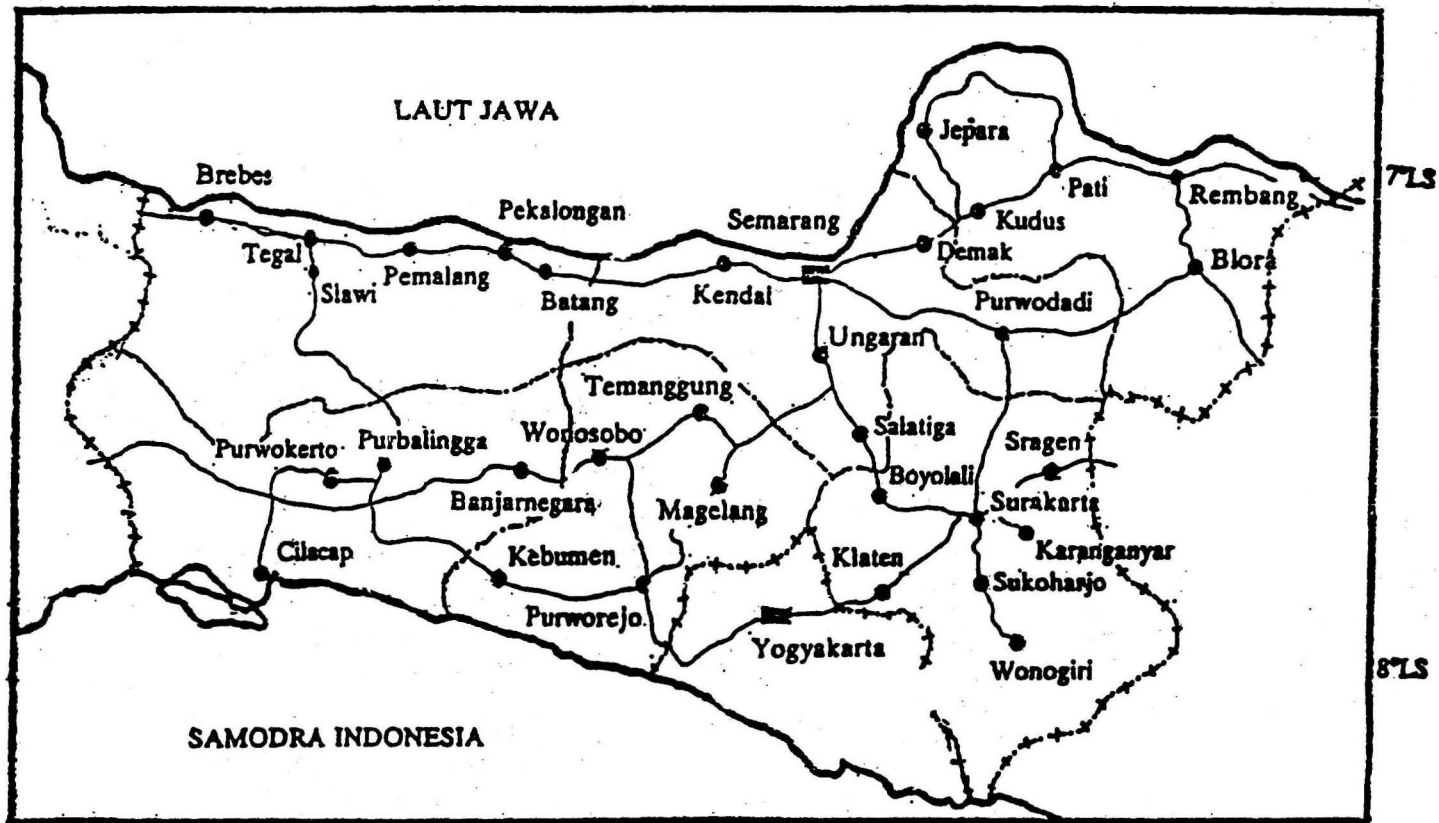 LAUT JAWA
Jepara
7°LS
Brebes
Pati
Rembang
Pekalongan
Semarang
Kudus
Demak
Tegal
Pemalang
Blora
Slawi
Batang
Kendal
Purwodadi
Ungaran
Temanggung
Salatiga
Purwokerto
Purbalingga
Wonosobo
Sragen
Boyolali
Banjarnegara
Magelang
Surakarta
Cilacap
Kebumen
Klaten
Karanganyar
Sukoharjo
Purworejo
Yogyakarta
Wonogiri
8°LS
SAMODRA INDONESIA